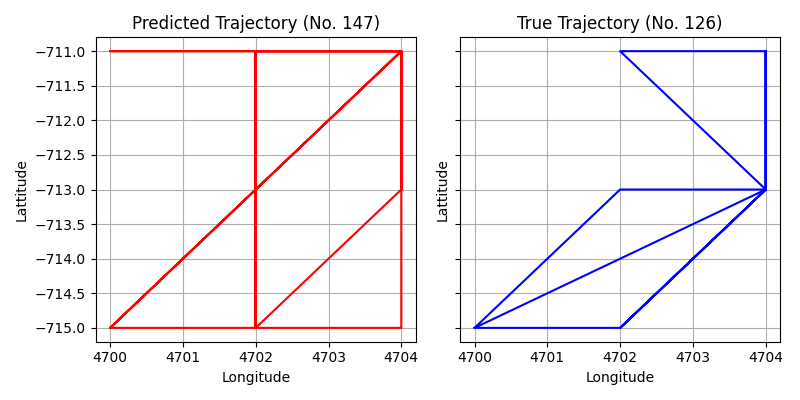 Predicted Trajectory (No. 147)
True Trajectory (No. 126)
−711.0
−711.5
−712.0
−712.5
−713.0
−713.5
−714.0
−714.5
−715.0
Lattitude
Lattitude
4700 4701 4702 4703 4704
4700 4701 4702 4703 4704
Longitude
Longitude